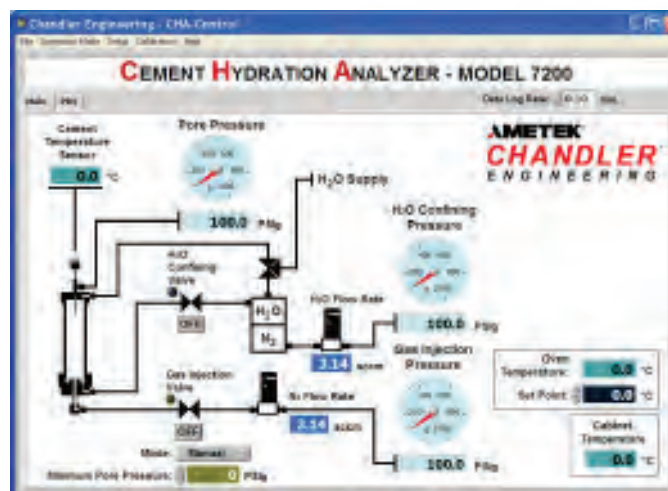 Chandler Engineering - CHA-Control
CEMENT HYDRATION ANALYZER - MODEL 7200
Data Log Rate:
Cement
Temperature
Sensor
0.0 °C
Pore Pressure
100.0 PSIg
H₂O Supply
AMETEK
CHANDLER
ENGINEERING
H₂O Confining
Pressure
100.0 PSIg
H₂O
Confining
Valve
OFF
H₂O
N₂
H₂O Flow Rate
3.14 sccm
Gas Injection
Pressure
100.0 PSIg
Gas Injection
Valve
OFF
N₂ Flow Rate
3.14 sccm
Oven
Temperature: 0.0 °C
Set Point: 0.0 °C
Cabinet
Temperature
0.0 °C
Mode: Manual
Minimum Pore Pressure: 0 PSIg